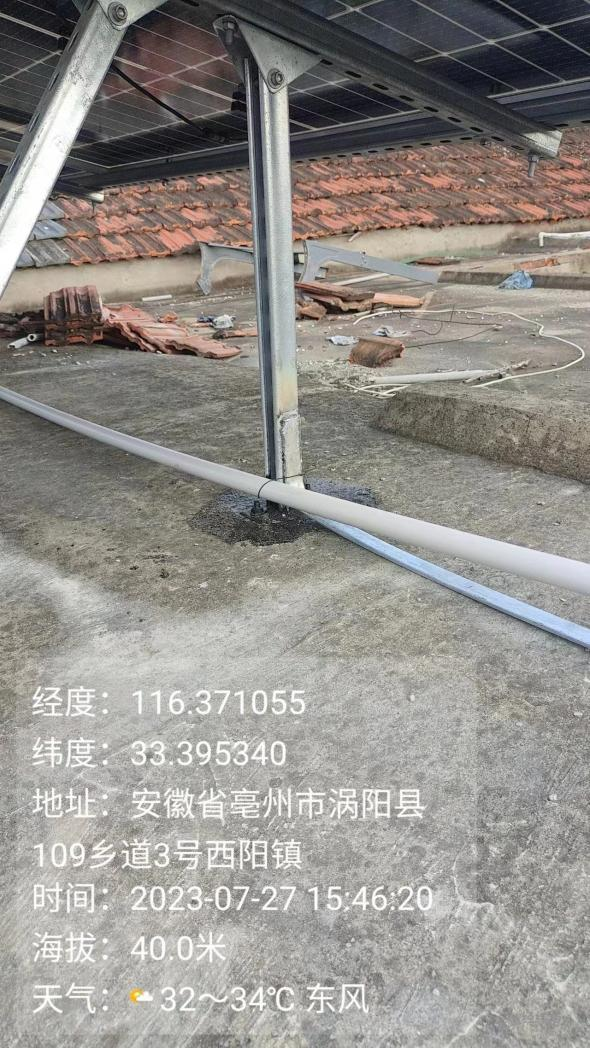 经度：116.371055
纬度：33.395340
地址：安徽省亳州市涡阳县
109乡道3号西阳镇
时间：2023-07-27 15:46:20
海拔：40.0米
天气：32～34℃ 东风